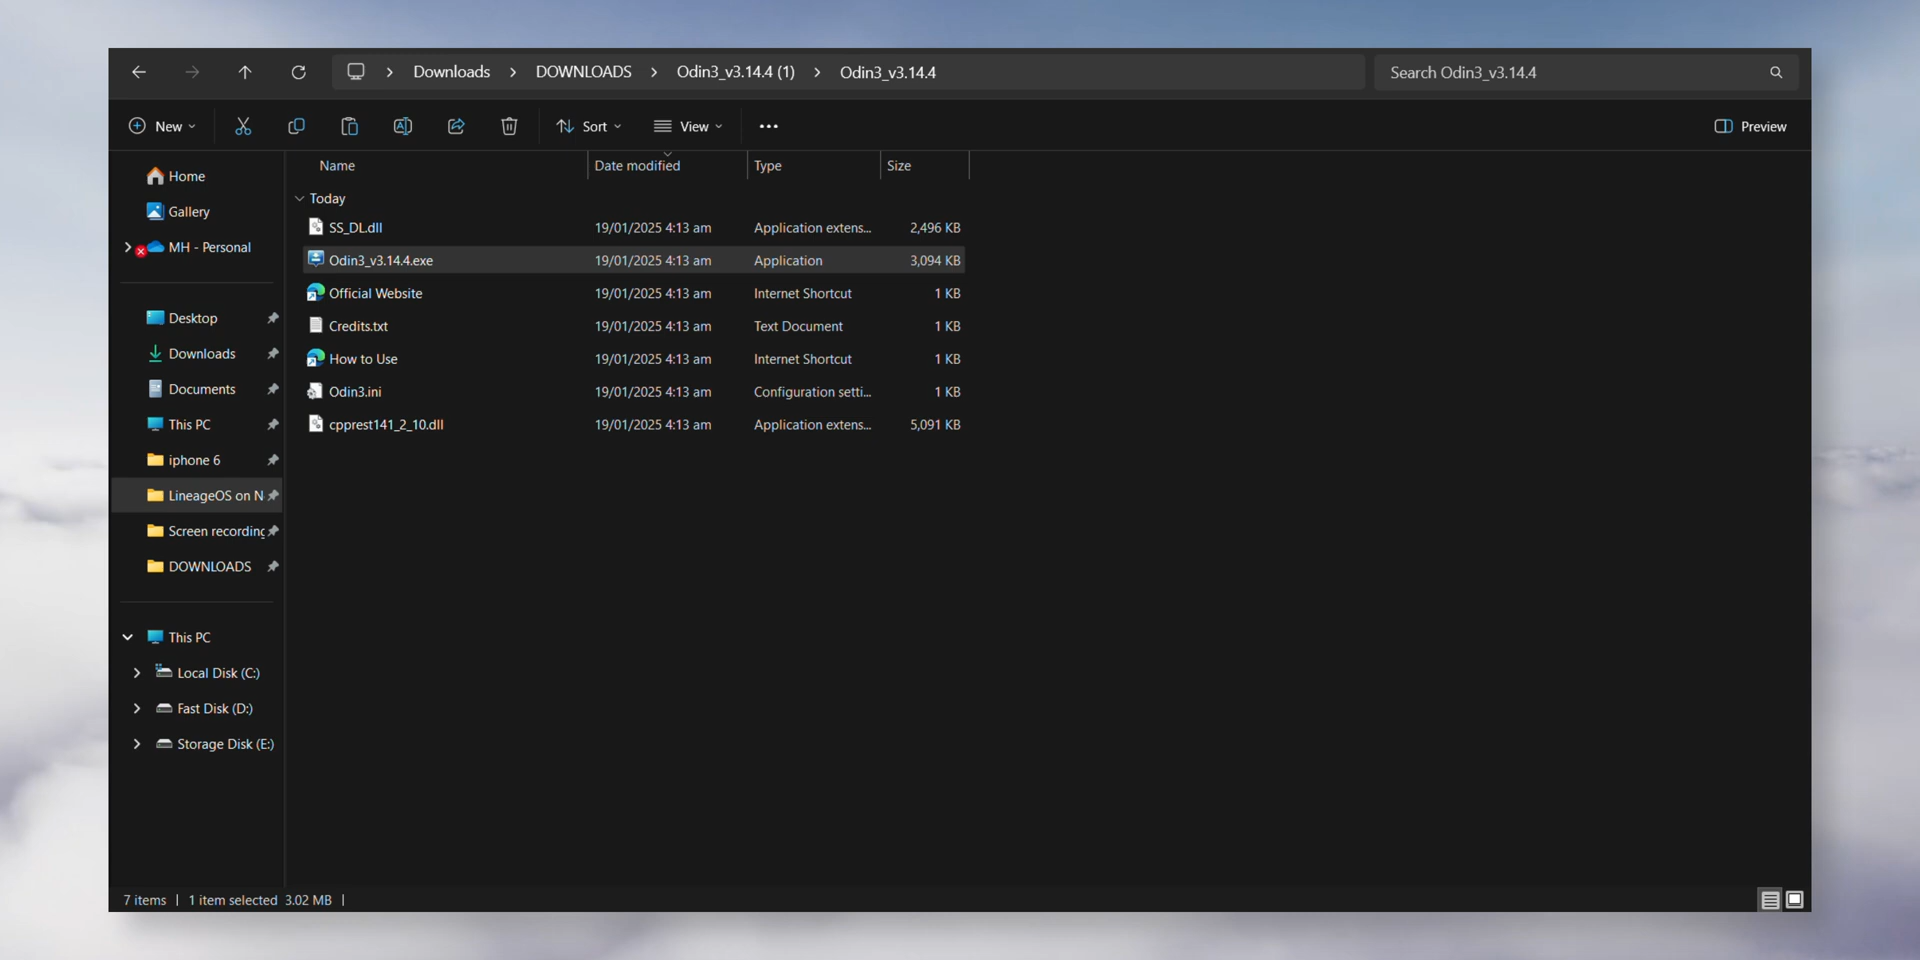 Downloads > DOWNLOADS > Odin3_v3.14.4 (1) > Odin3_v3.14.4
Search Odin3_v3.14.4
New
Sort
View
Preview
Name Date modified Type Size
Home
Gallery
MH - Personal
Desktop
Downloads
Documents
This PC
iphone 6
LineageOS on N
Screen recording
DOWNLOADS
This PC
Local Disk (C:)
Fast Disk (D:)
Storage Disk (E:)
Today
SS_DL.dll 19/01/2025 4:13 am Application extens... 2,496 KB
Odin3_v3.14.4.exe 19/01/2025 4:13 am Application 3,094 KB
Official Website 19/01/2025 4:13 am Internet Shortcut 1 KB
Credits.txt 19/01/2025 4:13 am Text Document 1 KB
How to Use 19/01/2025 4:13 am Internet Shortcut 1 KB
Odin3.ini 19/01/2025 4:13 am Configuration setti... 1 KB
cpprest141_2_10.dll 19/01/2025 4:13 am Application extens... 5,091 KB
7 items | 1 item selected 3.02 MB |